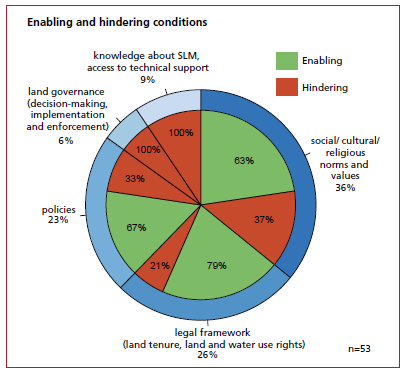 Enabling and hindering conditions
Enabling
Hindering
knowledge about SLM,
access to technical support
9%
land governance
(decision-making,
implementation
and enforcement)
6%
policies
23%
social/ cultural/
religious
norms and
values
36%
legal framework
(land tenure, land and water use rights)
26%
100%
100%
63%
33%
67%
37%
21%
79%
n=53